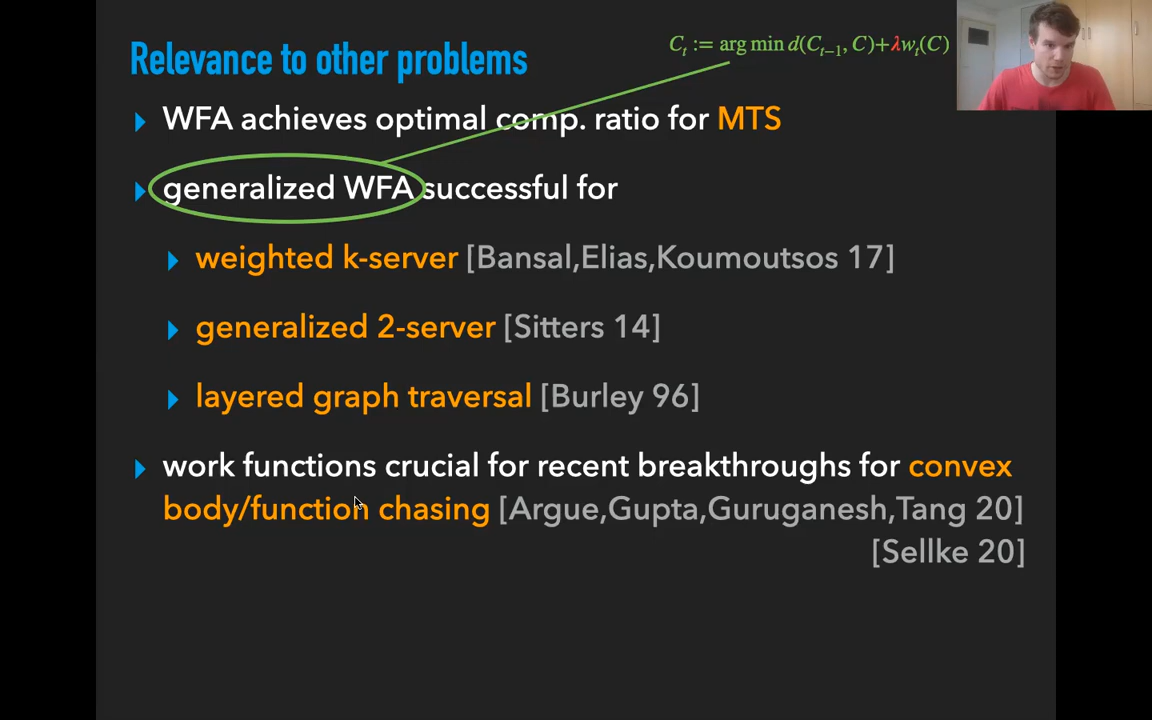 Relevance to other problems
C_t := arg min d(C_{t−1}, C)+λw_t(C)
WFA achieves optimal comp. ratio for MTS
generalized WFA successful for
weighted k-server [Bansal,Elias,Koumoutsos 17]
generalized 2-server [Sitters 14]
layered graph traversal [Burley 96]
work functions crucial for recent breakthroughs for convex
body/function chasing [Argue,Gupta,Guruganesh,Tang 20]
[Sellke 20]